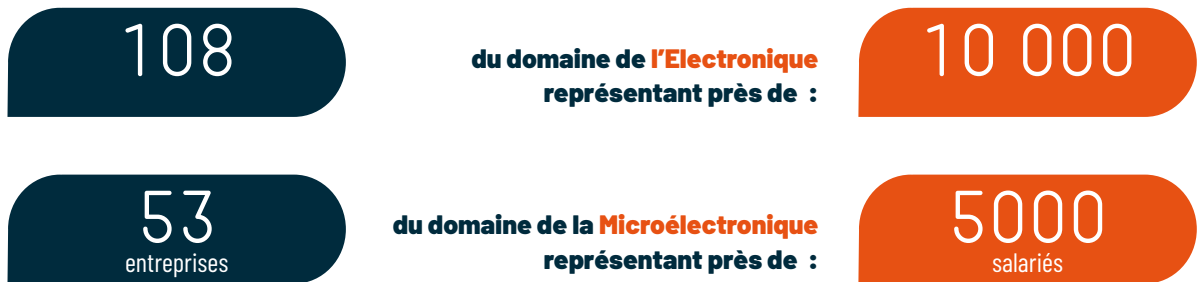 108
du domaine de l'Electronique
représentant près de :
10 000
53
entreprises
du domaine de la Microélectronique
représentant près de :
5000
salariés